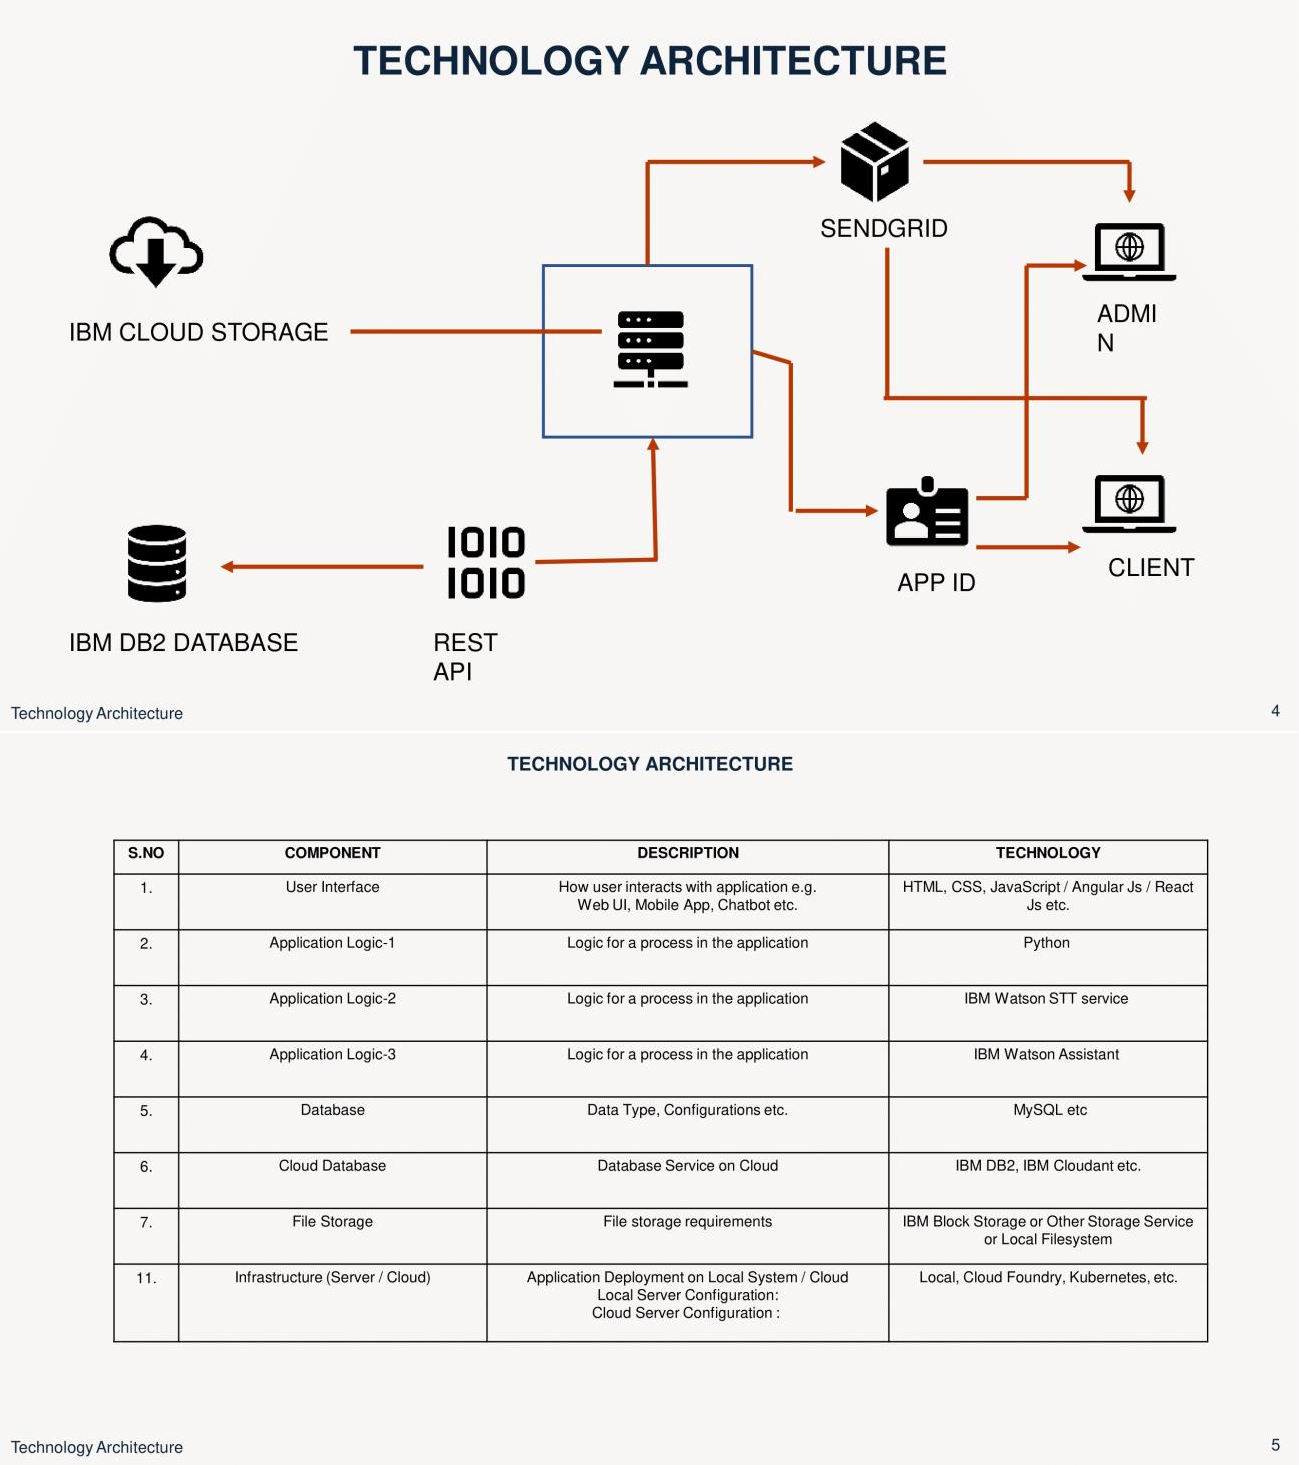 TECHNOLOGY ARCHITECTURE
SENDGRID
IBM CLOUD STORAGE
ADMI
N
APP ID
CLIENT
IBM DB2 DATABASE
REST
API
1010
1010
Technology Architecture
4
TECHNOLOGY ARCHITECTURE
S.NO COMPONENT DESCRIPTION TECHNOLOGY
1. User Interface How user interacts with application e.g. HTML, CSS, JavaScript / Angular Js / React
Web UI, Mobile App, Chatbot etc. Js etc.
2. Application Logic-1 Logic for a process in the application Python
3. Application Logic-2 Logic for a process in the application IBM Watson STT service
4. Application Logic-3 Logic for a process in the application IBM Watson Assistant
5. Database Data Type, Configurations etc. MySQL etc
6. Cloud Database Database Service on Cloud IBM DB2, IBM Cloudant etc.
7. File Storage File storage requirements IBM Block Storage or Other Storage Service
or Local Filesystem
11. Infrastructure (Server / Cloud) Application Deployment on Local System / Cloud Local, Cloud Foundry, Kubernetes, etc.
Local Server Configuration:
Cloud Server Configuration :
Technology Architecture
5